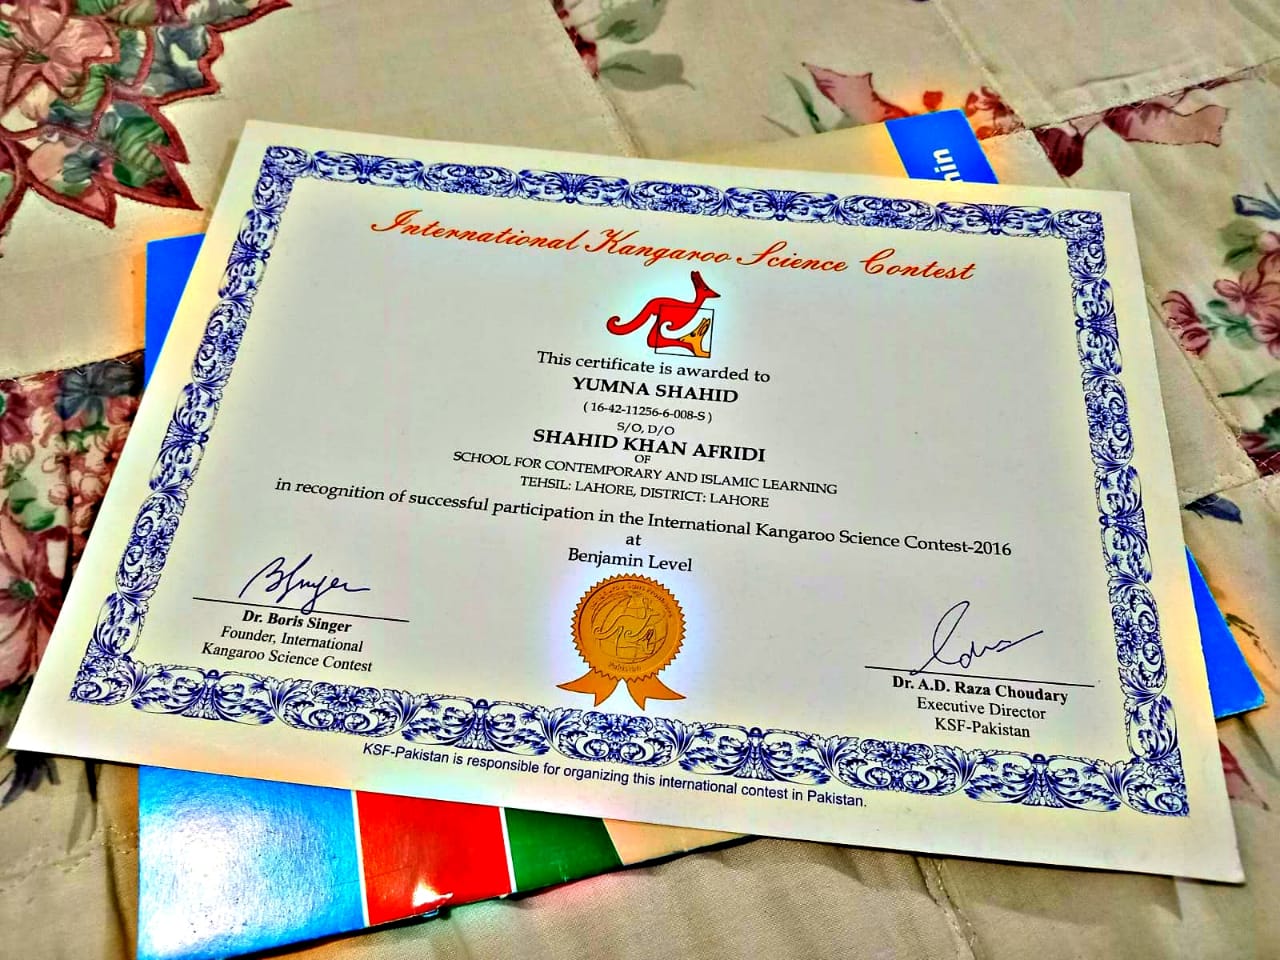 hin
International Kangaroo Science Contest
This certificate is awarded to
YUMNA SHAHID
( 16-42-11256-6-008-S )
S/O, D/O
SHAHID KHAN AFRIDI
OF
SCHOOL FOR CONTEMPORARY AND ISLAMIC LEARNING
TEHSIL: LAHORE, DISTRICT: LAHORE
in recognition of successful participation in the International Kangaroo Science Contest-2016
at
Benjamin Level
BSinger
Dr. Boris Singer
Founder, International
Kangaroo Science Contest
Pakistan
Dr. A.D. Raza Choudary
Executive Director
KSF-Pakistan
KSF-Pakistan is responsible for organizing this international contest in Pakistan.